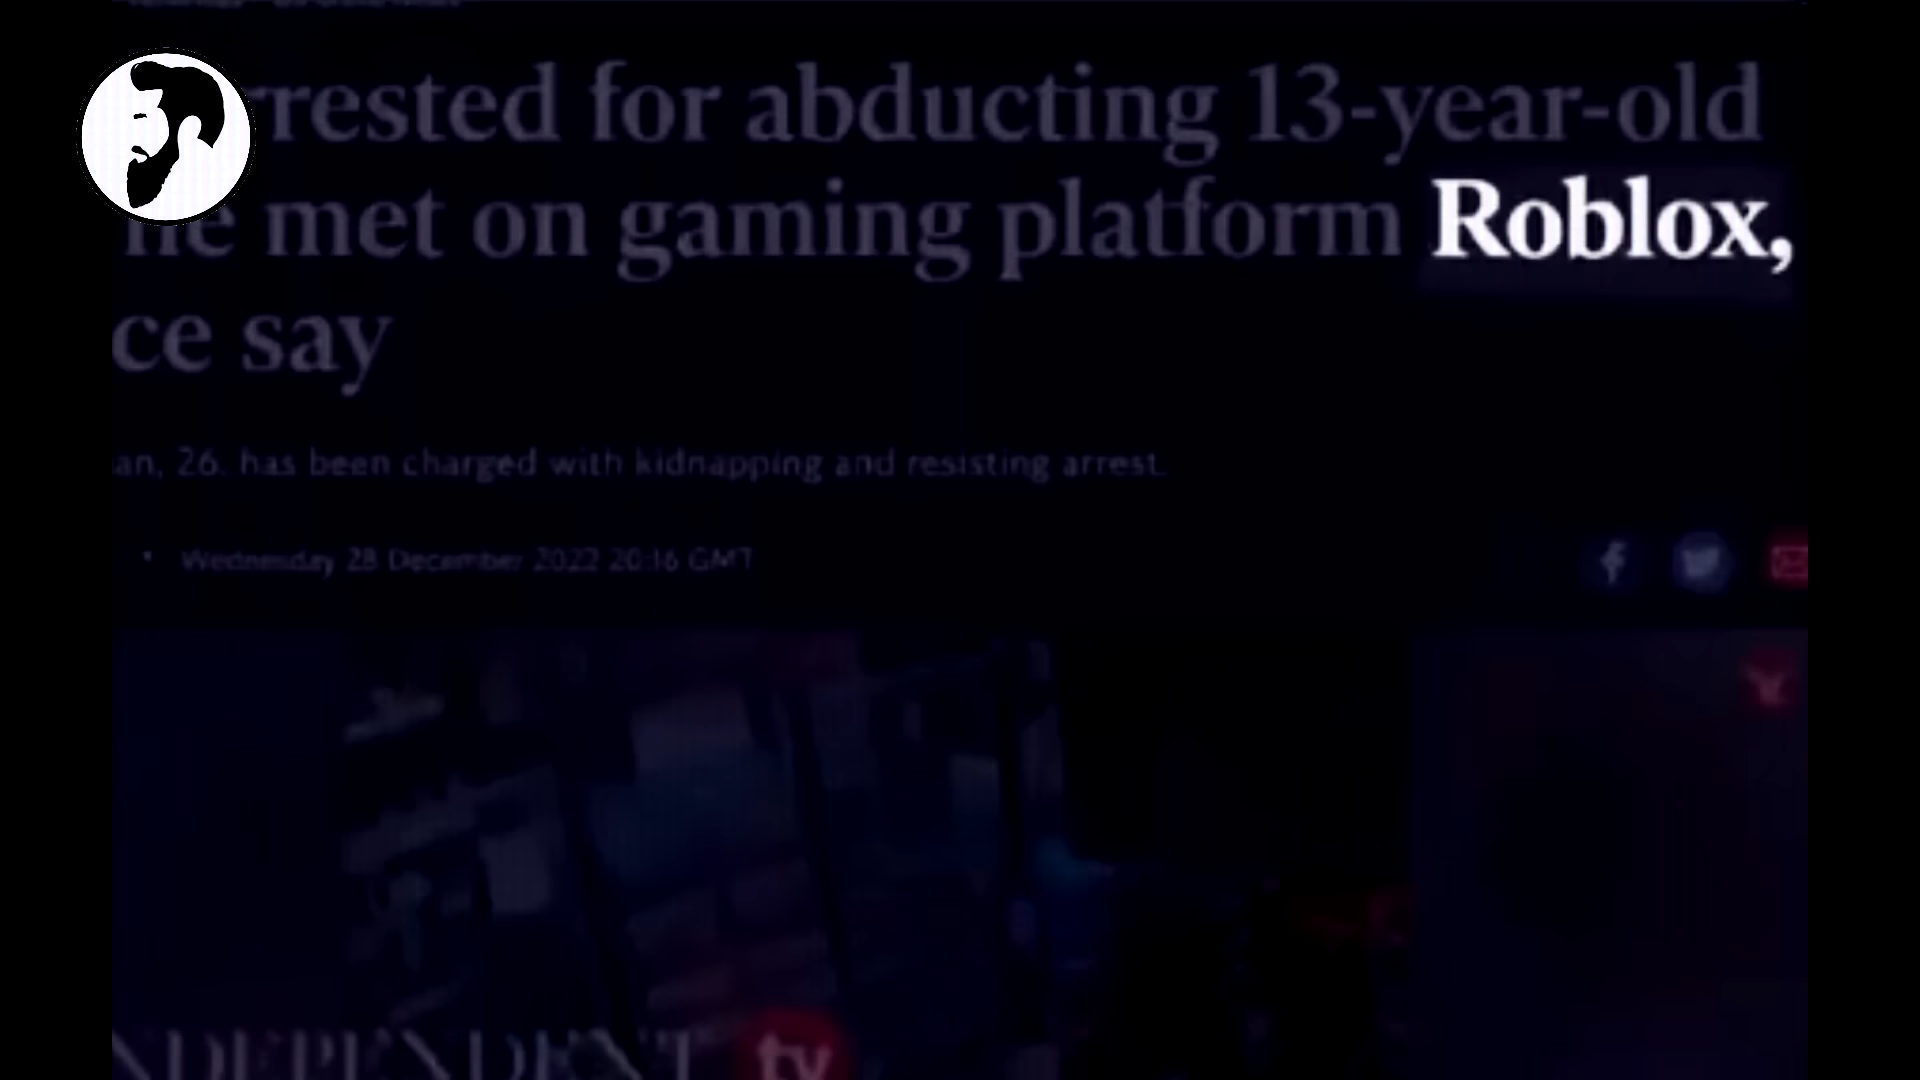 rrested for abducting 13-year-old
he met on gaming platform Roblox,
ce say
an, 26, has been charged with kidnapping and resisting arrest.
Wednesday 28 December 2022 20:16 GMT
NDEPENDENT tv